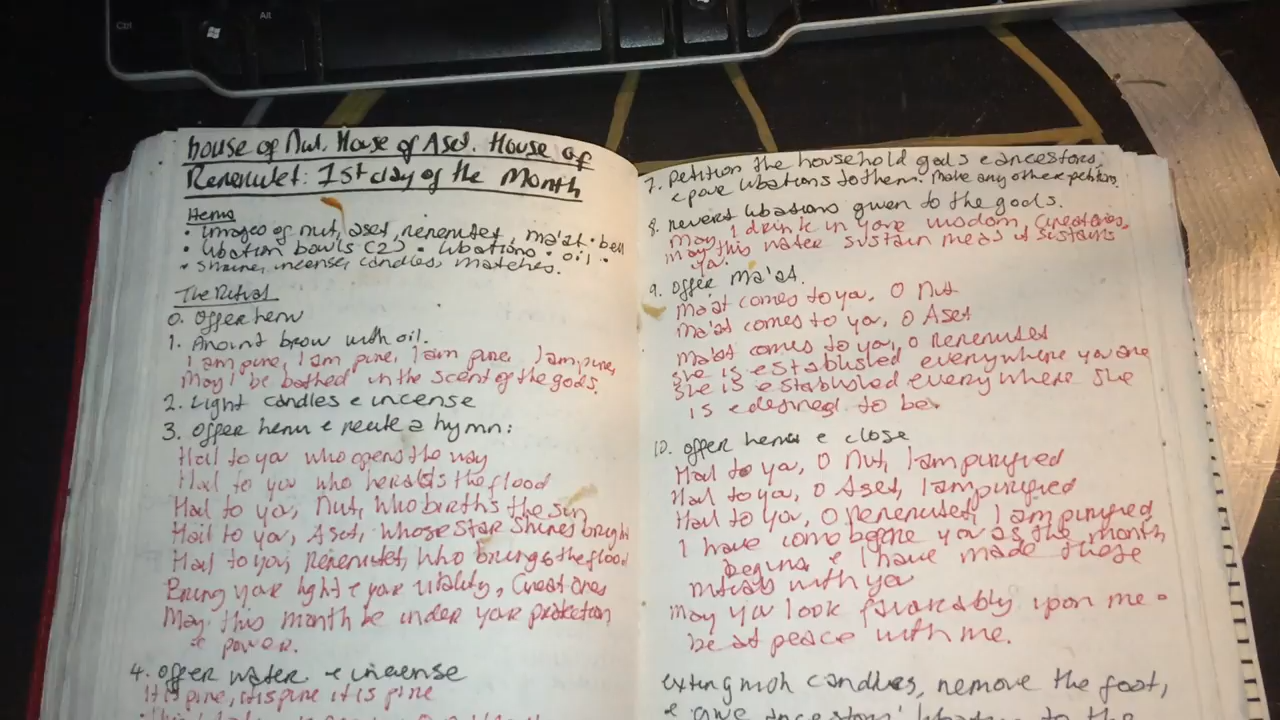 Ctrl
Alt
House of Nut. House of Aset. House of
Renenutet: 1st day of the Month
Items
• images of nut, aset, renenutet, ma'at • bell
• libation bowls (2) • libations • oil •
• shrine, incense, candles, matches.
The Ritual
0. Offer henu
1. Anoint brow with oil.
I am pure, I am pure, I am pure, I am pure,
May I be bathed in the scent of the gods.
2. Light candles & incense
3. Offer henu & recite a hymn:
Hail to you who opens the way
Hail to you who heralds the flood
Hail to you, Nut, who births the sun
Hail to you, Aset, whose star shines bright
Hail to you, Renenutet, who brings the flood
Bring your light & your vitality, Great Ones
May this month be under your protection
& power.
4. Offer water & incense
It is pure, it is pure it is pure
7. Petition the household gods & ancestors,
& pour libations to them. Make any other petitions.
8. revert libations given to the gods.
May I drink in your wisdom, Great Ones,
may this water sustain me as it sustains
you.
9. Offer Ma'at.
Ma'at comes to you, O Nut
Ma'at comes to you, O Aset
Ma'at comes to you, O Renenutet
She is established everywhere you are
She is established everywhere she
is desired to be.
10. Offer henu & close
Hail to you, O Nut, I am purified
Hail to you, O Aset, I am purified
Hail to you, O Renenutet, I am purified
I have come before you as the month
begins & I have made these
rituals with you
May you look favourably upon me.
be at peace with me.
extinguish candles, remove the foot,
& give ancestors' libations to the